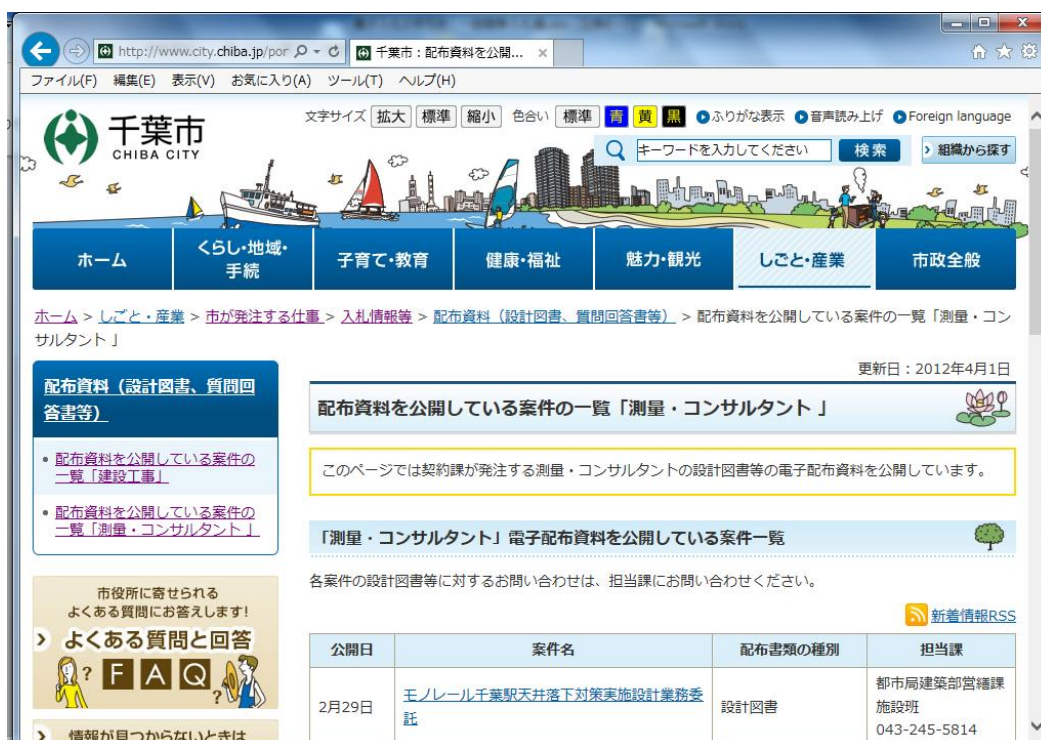 http://www.city.chiba.jp/por
千葉市：配布資料を公開...
ファイル(F) 編集(E) 表示(V) お気に入り(A) ツール(T) ヘルプ(H)
千葉市
CHIBA CITY
文字サイズ 拡大 標準 縮小 色合い 標準 青 黄 黒 ふりがな表示 音声読み上げ Foreign language
キーワードを入力してください 検索 組織から探す
ホーム
くらし・地域・
手続
子育て・教育
健康・福祉
魅力・観光
しごと・産業
市政全般
ホーム > しごと・産業 > 市が発注する仕事 > 入札情報等 > 配布資料（設計図書、質問回答書等） > 配布資料を公開している案件の一覧「測量・コン
サルタント 」
更新日：2012年4月1日
配布資料（設計図書、質問回
答書等）
配布資料を公開している案件の
一覧「建設工事」
配布資料を公開している案件の
一覧「測量・コンサルタント 」
市役所に寄せられる
よくある質問にお答えします!
よくある質問と回答
? F A Q ?
情報が見つからないときは
配布資料を公開している案件の一覧「測量・コンサルタント 」
このページでは契約課が発注する測量・コンサルタントの設計図書等の電子配布資料を公開しています。
「測量・コンサルタント」電子配布資料を公開している案件一覧
各案件の設計図書等に対するお問い合わせは、担当課にお問い合わせください。
新着情報RSS
公開日 案件名 配布書類の種別 担当課
2月29日
モノレール千葉駅天井落下対策実施設計業務委
託
設計図書
都市局建築部営繕課
施設班
043-245-5814